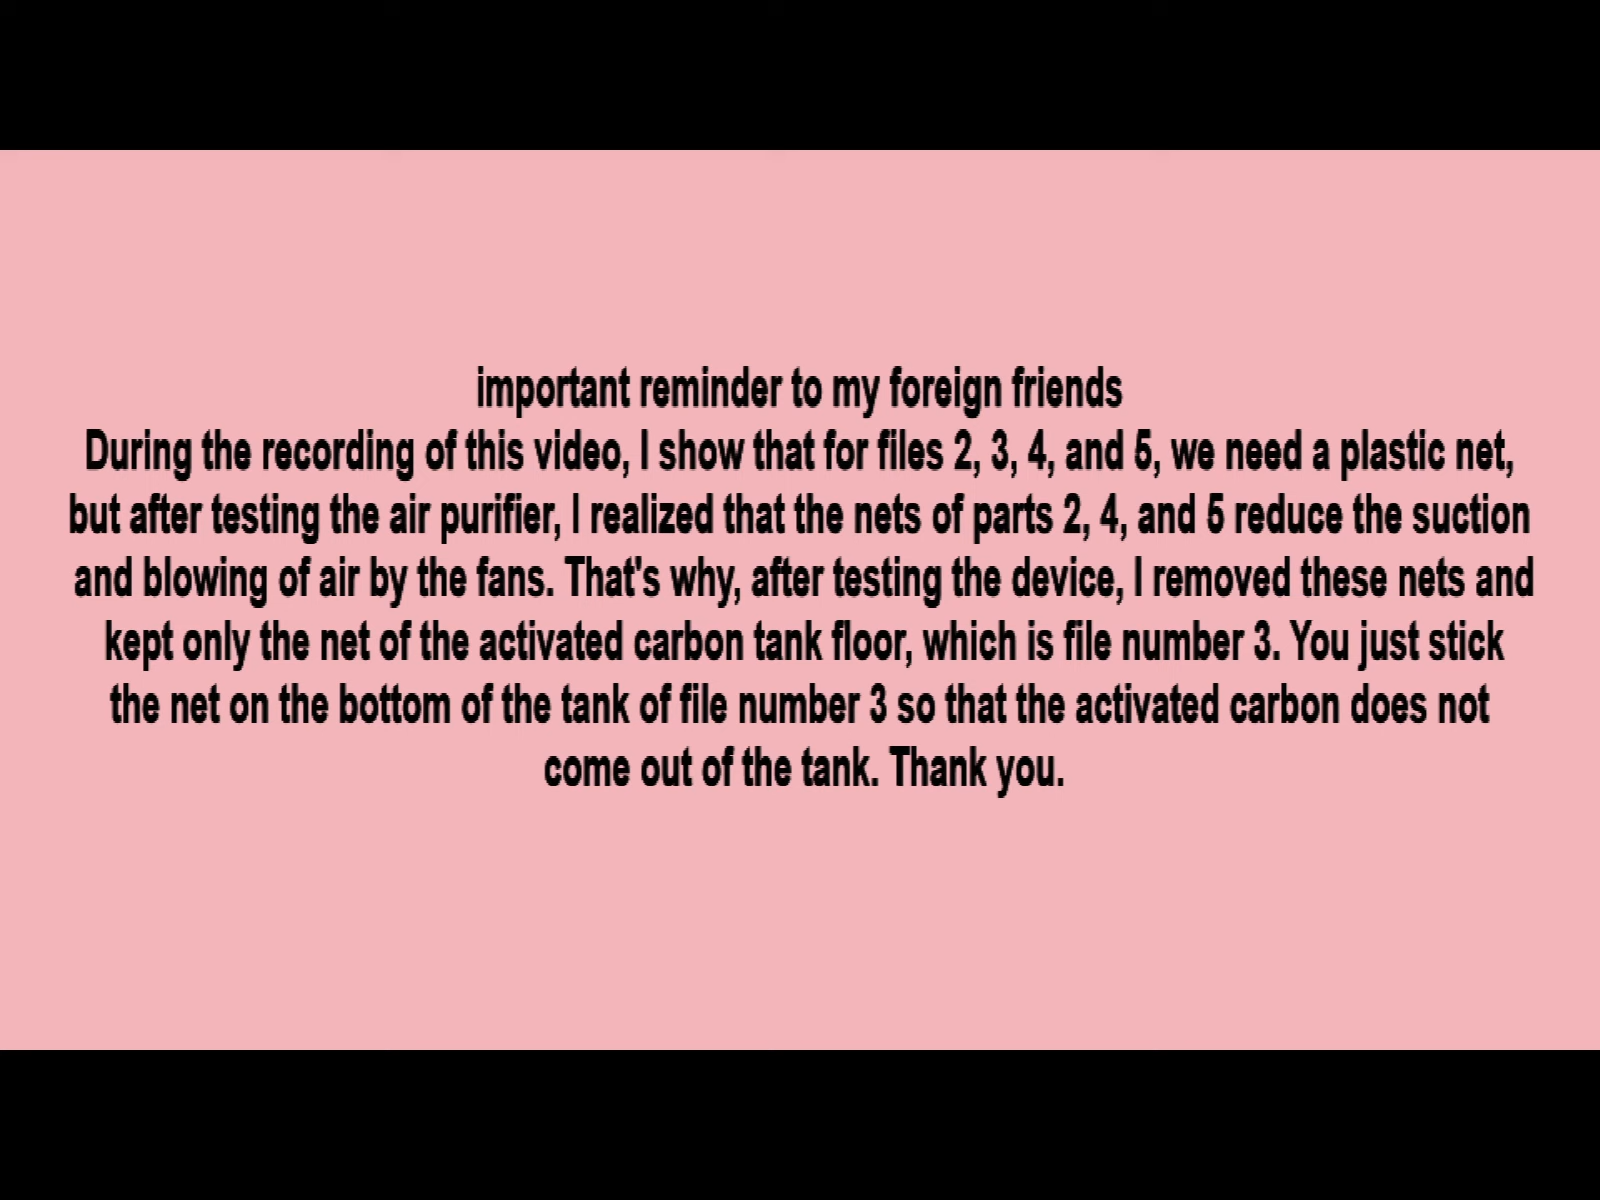 important reminder to my foreign friends
During the recording of this video, I show that for files 2, 3, 4, and 5, we need a plastic net,
but after testing the air purifier, I realized that the nets of parts 2, 4, and 5 reduce the suction
and blowing of air by the fans. That's why, after testing the device, I removed these nets and
kept only the net of the activated carbon tank floor, which is file number 3. You just stick
the net on the bottom of the tank of file number 3 so that the activated carbon does not
come out of the tank. Thank you.